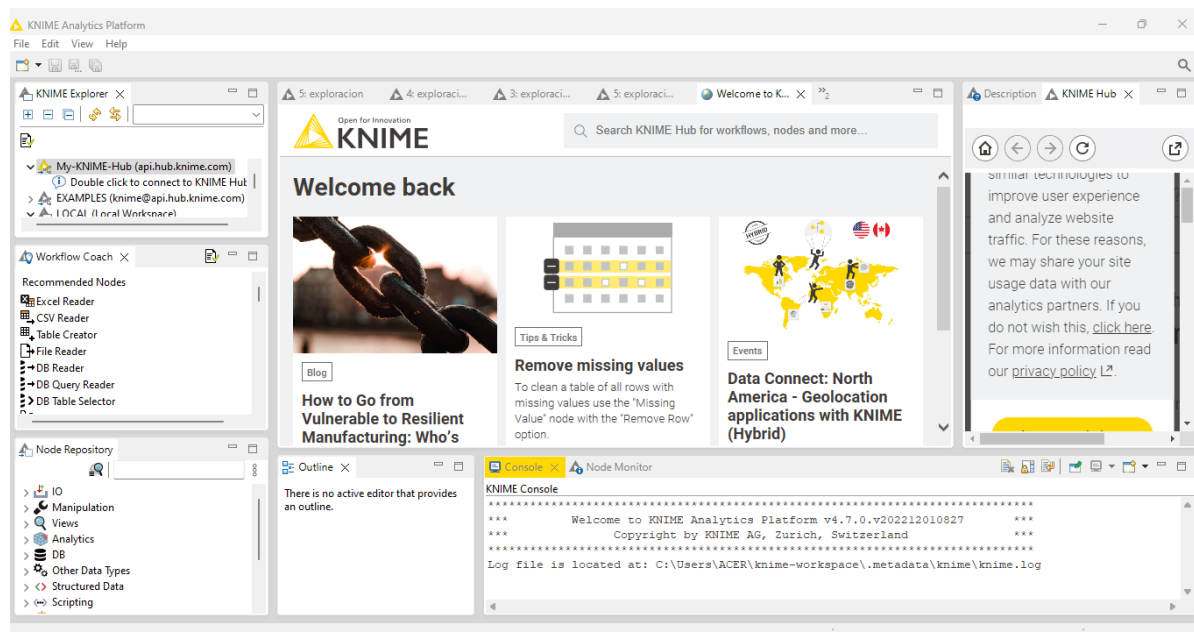 KNIME Analytics Platform
File Edit View Help
KNIME Explorer
My-KNIME-Hub (api.hub.knime.com)
Double click to connect to KNIME Hub
EXAMPLES (knime@api.hub.knime.com)
LOCAL (Local Workspace)
Workflow Coach
Recommended Nodes
Excel Reader
CSV Reader
Table Creator
File Reader
DB Reader
DB Query Reader
DB Table Selector
Node Repository
IO
Manipulation
Views
Analytics
DB
Other Data Types
Structured Data
Scripting
5: exploracion 4: exploraci... 3: exploraci... 5: exploraci... Welcome to K... »2
Open for Innovation
KNIME
Search KNIME Hub for workflows, nodes and more...
Welcome back
Blog
How to Go from
Vulnerable to Resilient
Manufacturing: Who's
Tips & Tricks
Remove missing values
To clean a table of all rows with
missing values use the "Missing
Value" node with the "Remove Row"
option.
HYBRID
Events
Data Connect: North
America - Geolocation
applications with KNIME
(Hybrid)
Description KNIME Hub
similar technologies to
improve user experience
and analyze website
traffic. For these reasons,
we may share your site
usage data with our
analytics partners. If you
do not wish this, click here.
For more information read
our privacy policy
Outline
There is no active editor that provides
an outline.
Console Node Monitor
KNIME Console
*******************************************************************************
*** Welcome to KNIME Analytics Platform v4.7.0.v202212010827 ***
*** Copyright by KNIME AG, Zurich, Switzerland ***
*******************************************************************************
Log file is located at: C:\Users\ACER\knime-workspace\.metadata\knime\knime.log